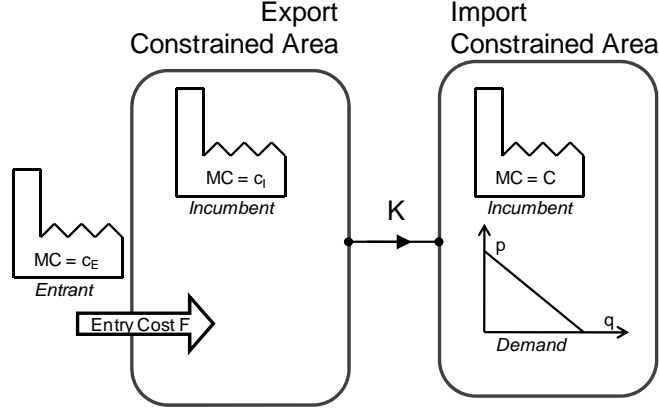 Export
Constrained Area
Import
Constrained Area
MC = c_I
Incumbent
MC = C
Incumbent
K
MC = c_E
Entrant
Entry Cost F
p
q
Demand